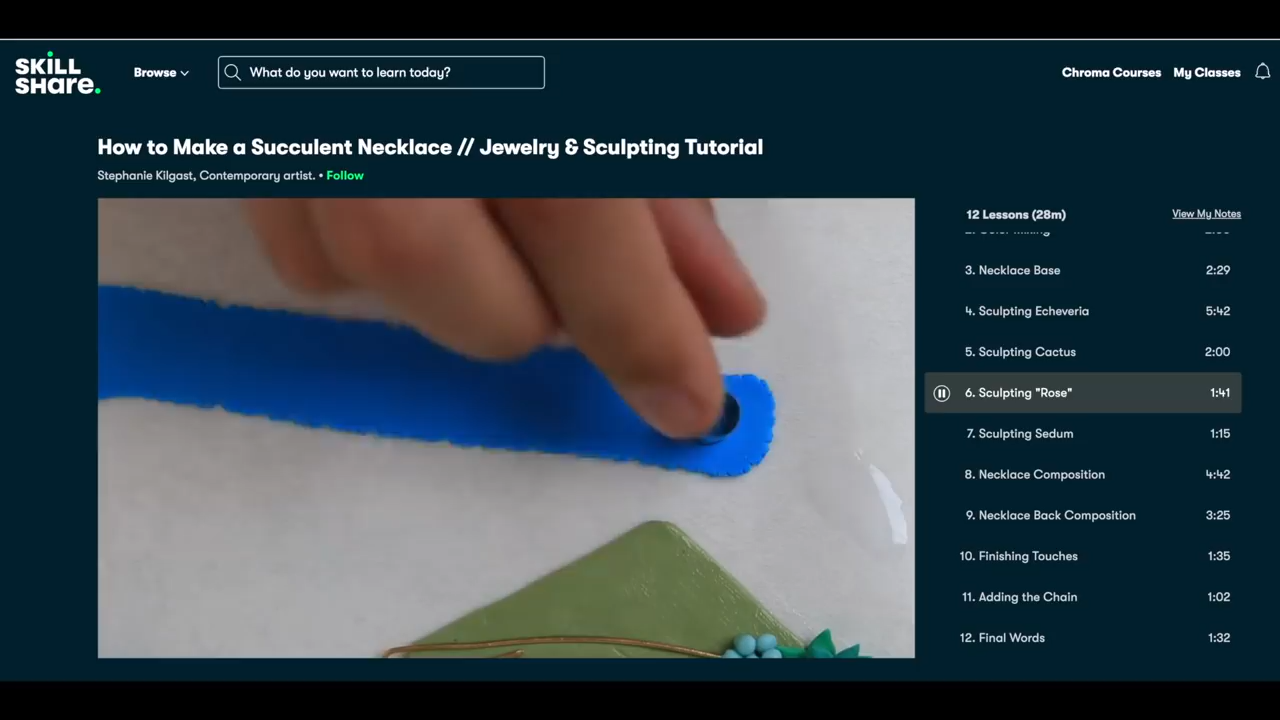 SKILL
SHare.
Browse
What do you want to learn today?
Chroma Courses
My Classes
How to Make a Succulent Necklace // Jewelry & Sculpting Tutorial
Stephanie Kilgast, Contemporary artist. • Follow
12 Lessons (28m)
View My Notes
3. Necklace Base 2:29
4. Sculpting Echeveria 5:42
5. Sculpting Cactus 2:00
6. Sculpting "Rose" 1:41
7. Sculpting Sedum 1:15
8. Necklace Composition 4:42
9. Necklace Back Composition 3:25
10. Finishing Touches 1:35
11. Adding the Chain 1:02
12. Final Words 1:32